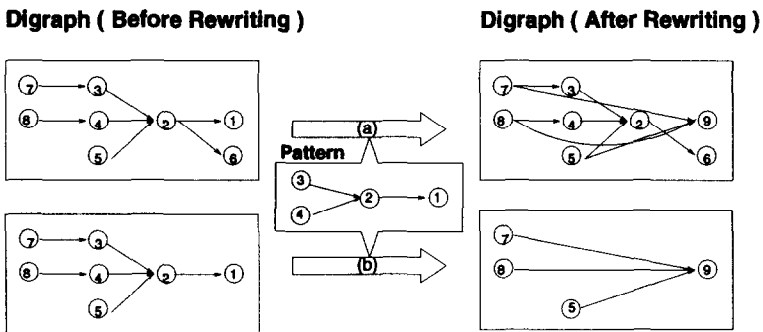 Digraph ( Before Rewriting )
Digraph ( After Rewriting )
7 3
8 4 2 1
5 6
(a)
Pattern
3
4 2 1
(b)
7 3
8 4 2 9
5 6
7 3
8 4 2 1
5
7
8 9
5